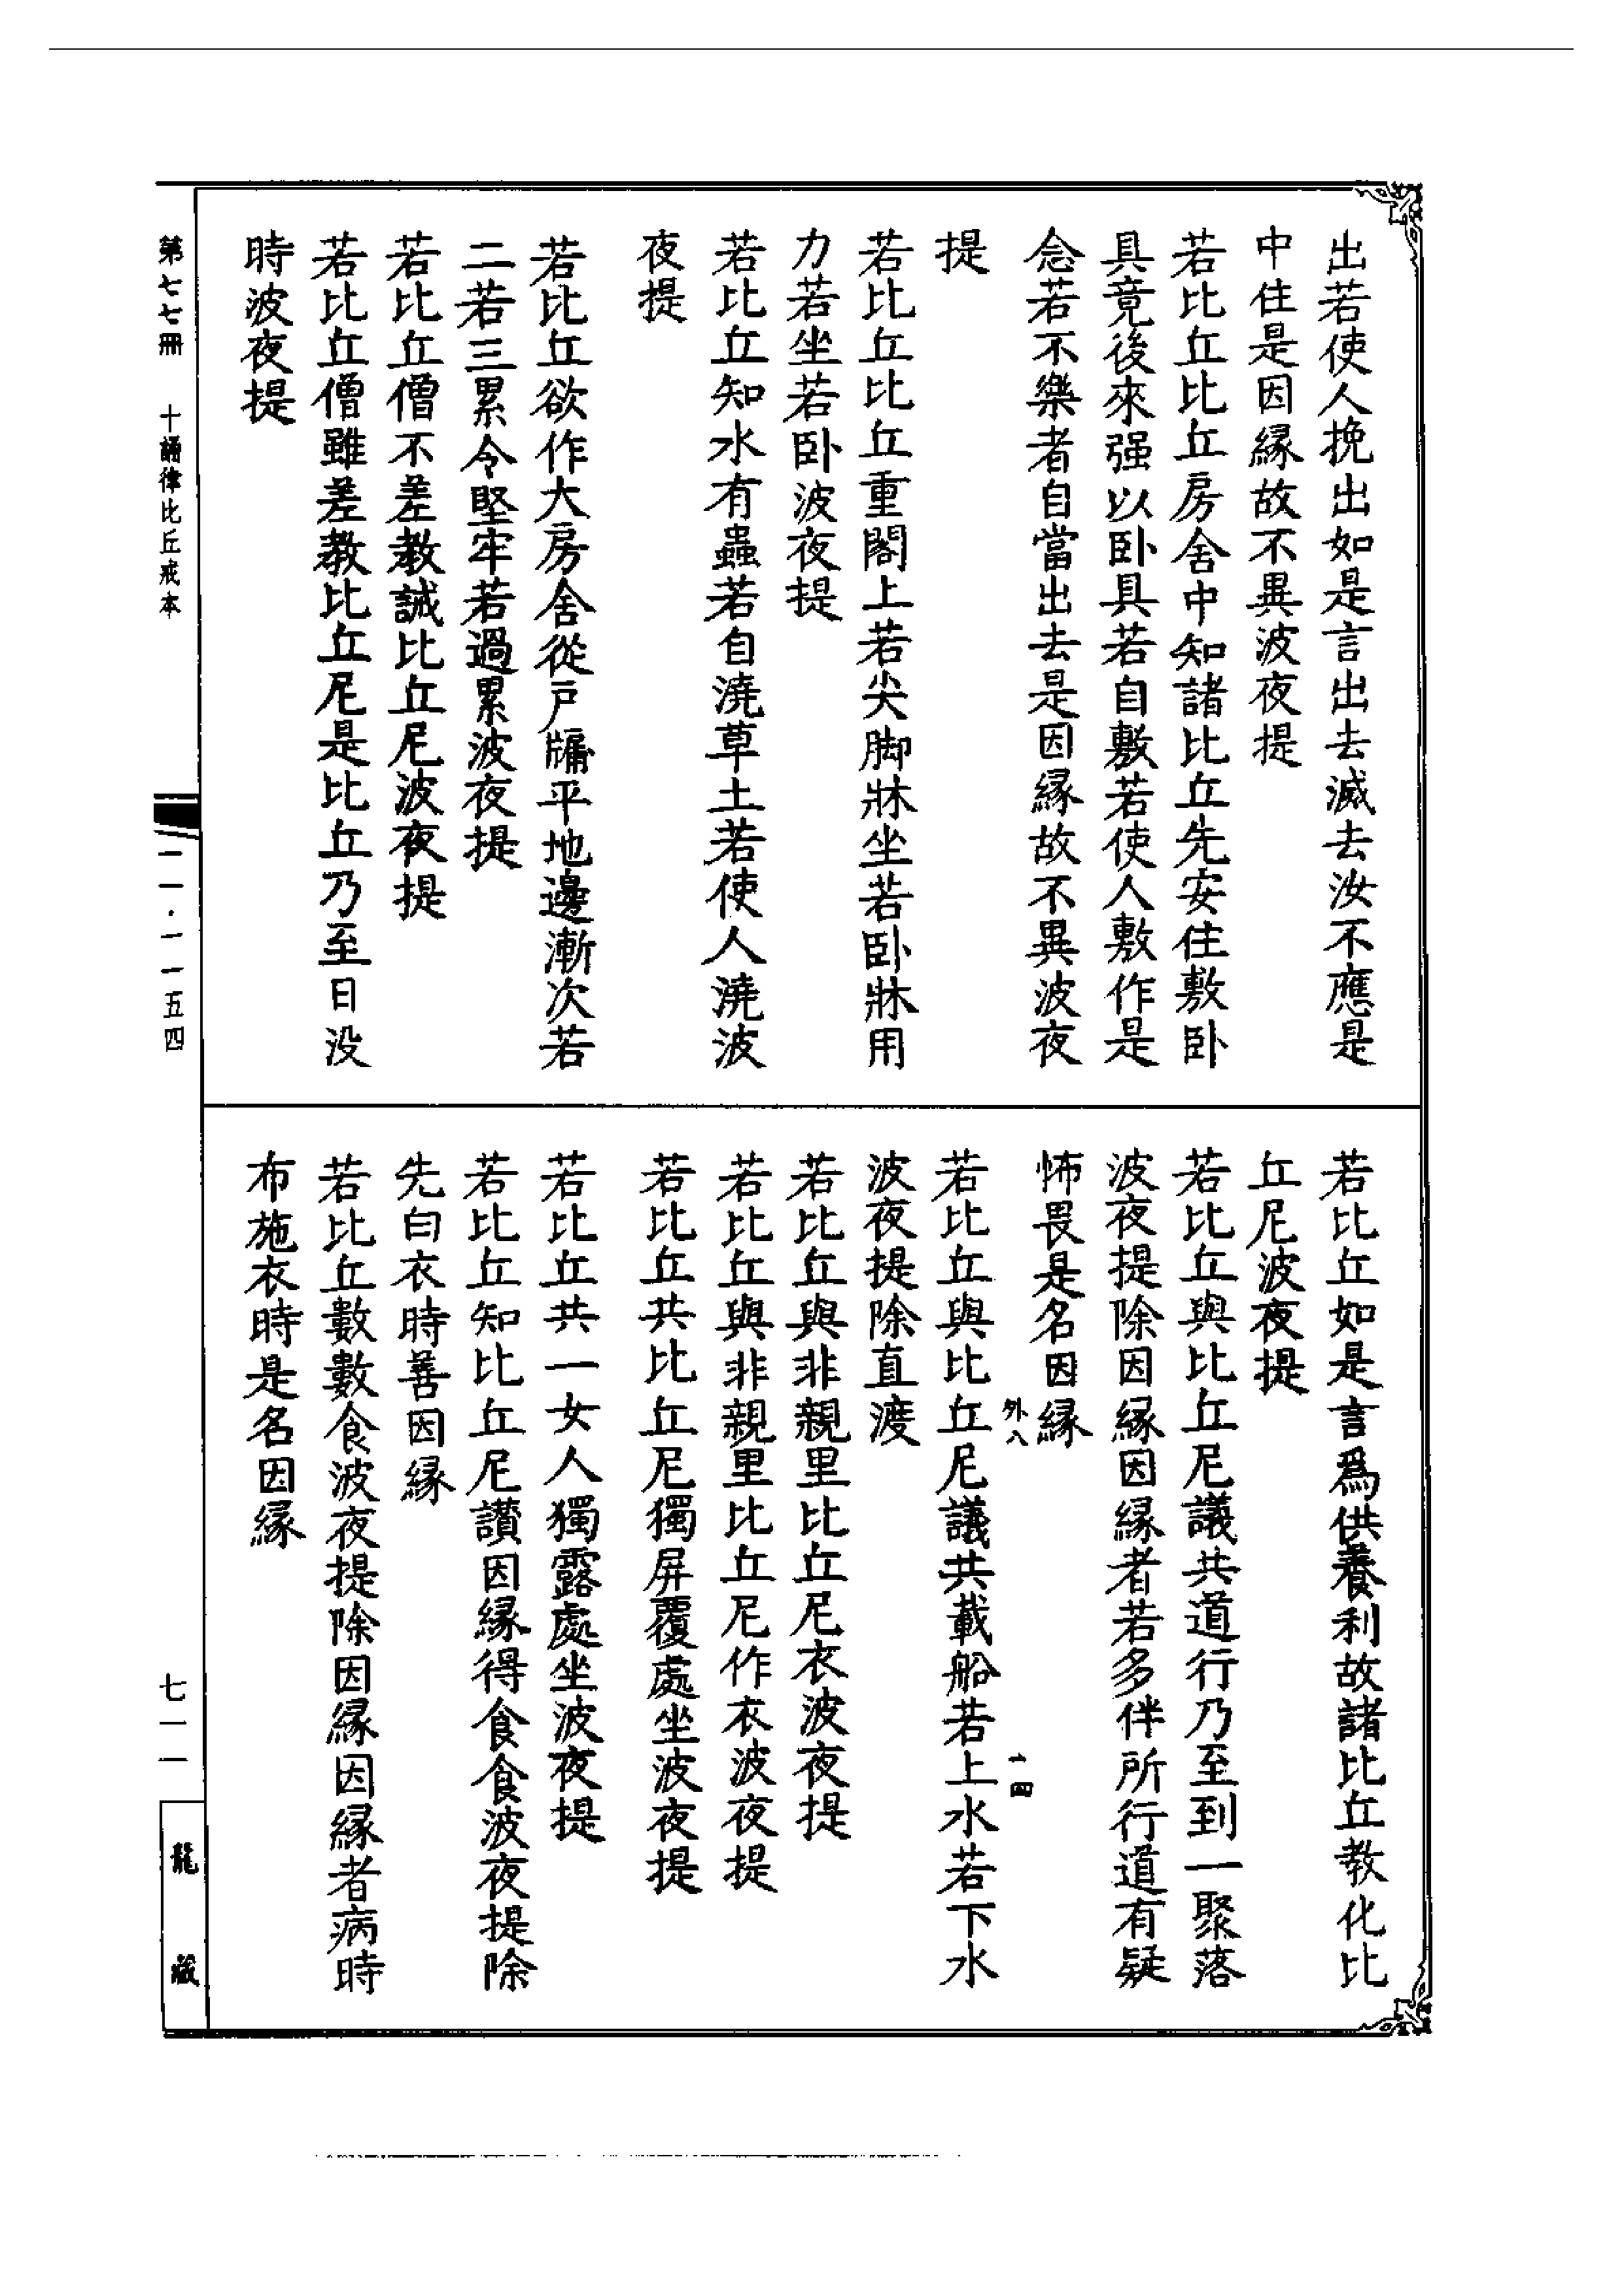 出若使人挽出如是言出去滅去汝不應是
中住是因緣故不異波夜提
若比丘比丘房舍中知諸比丘先安住敷卧
具竟後來强以卧具若自敷若使人敷作是
念若不樂者自當出去是因緣故不異波夜
提
若比丘比丘重閣上若尖脚牀坐若卧牀用
力若坐若卧波夜提
若比丘知水有蟲若自澆草土若使人澆波
夜提
若比丘欲作大房舍從戸牖平地邊漸次若
二若三累令堅牢若過累波夜提
若比丘僧不差教誡比丘尼波夜提
若比丘僧雖差教比丘尼是比丘乃至日没
時波夜提
若比丘如是言爲供養利故諸比丘教化比
丘尼波夜提
若比丘與比丘尼議共道行乃至到一聚落
波夜提除因緣因緣者若多伴所行道有疑
怖畏是名因緣
外八
一四
若比丘與比丘尼議共載船若上水若下水
波夜提除直渡
若比丘與非親里比丘尼衣波夜提
若比丘與非親里比丘尼作衣波夜提
若比丘共比丘尼獨屏覆處坐波夜提
若比丘共一女人獨露處坐波夜提
若比丘知比丘尼讚因緣得食食波夜提除
先白衣時善因緣
若比丘數數食波夜提除因緣因緣者病時
布施衣時是名因緣
第七七冊 十誦律比丘戒本
一一·一一五四
七一一
龍藏